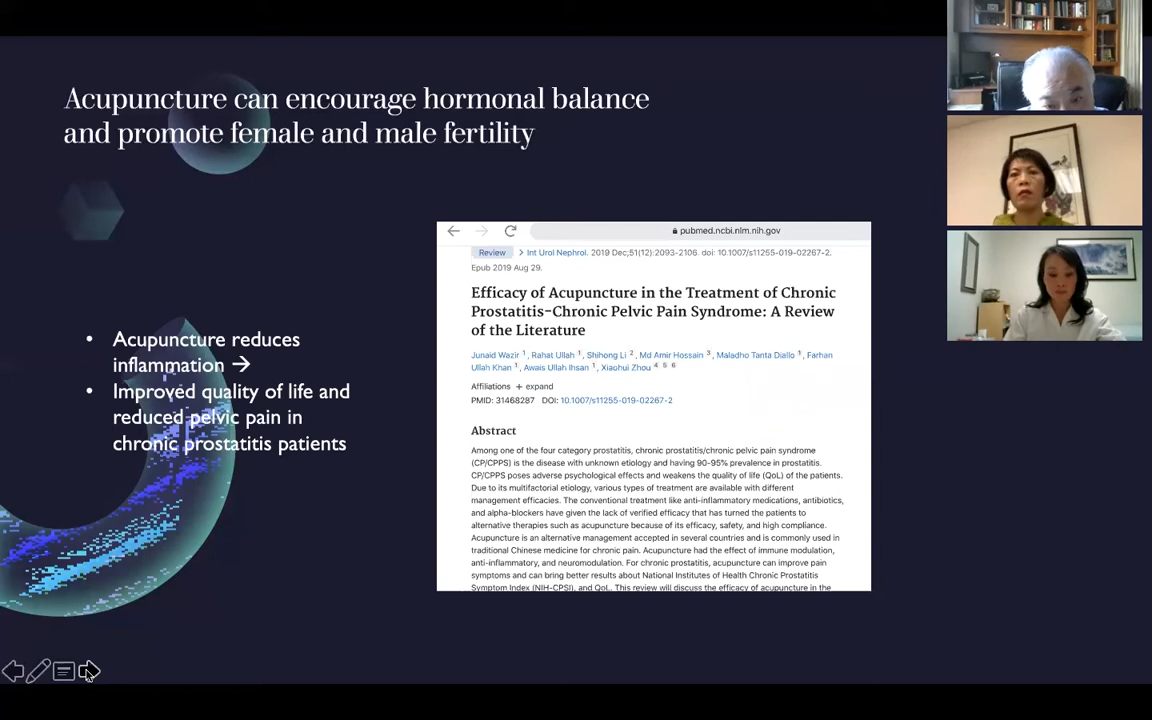 Acupuncture can encourage hormonal balance
and promote female and male fertility
• Acupuncture reduces
inflammation →
• Improved quality of life and
reduced pelvic pain in
chronic prostatitis patients
pubmed.ncbi.nlm.nih.gov
Review > Int Urol Nephrol. 2019 Dec;51(12):2093-2106. doi: 10.1007/s11255-019-02267-2.
Epub 2019 Aug 29.
Efficacy of Acupuncture in the Treatment of Chronic
Prostatitis-Chronic Pelvic Pain Syndrome: A Review
of the Literature
Junaid Wazir 1, Rahat Ullah 1, Shihong Li 2, Md Amir Hossain 3, Maladho Tanta Diallo 1, Farhan
Ullah Khan 1, Awais Ullah Ihsan 1, Xiaohui Zhou 4 5 6
Affiliations + expand
PMID: 31468287 DOI: 10.1007/s11255-019-02267-2
Abstract
Among one of the four category prostatitis, chronic prostatitis/chronic pelvic pain syndrome
(CP/CPPS) is the disease with unknown etiology and having 90-95% prevalence in prostatitis.
CP/CPPS poses adverse psychological effects and weakens the quality of life (QoL) of the patients.
Due to its multifactorial etiology, various types of treatment are available with different
management efficacies. The conventional treatment like anti-inflammatory medications, antibiotics,
and alpha-blockers have given the lack of verified efficacy that has turned the patients to
alternative therapies such as acupuncture because of its efficacy, safety, and high compliance.
Acupuncture is an alternative management accepted in several countries and is commonly used in
traditional Chinese medicine for chronic pain. Acupuncture had the effect of immune modulation,
anti-inflammatory, and neuromodulation. For chronic prostatitis, acupuncture can improve pain
symptoms and can bring better results about National Institutes of Health Chronic Prostatitis
Symptom Index (NIH-CPSI), and QoL. This review will discuss the efficacy of acupuncture in the